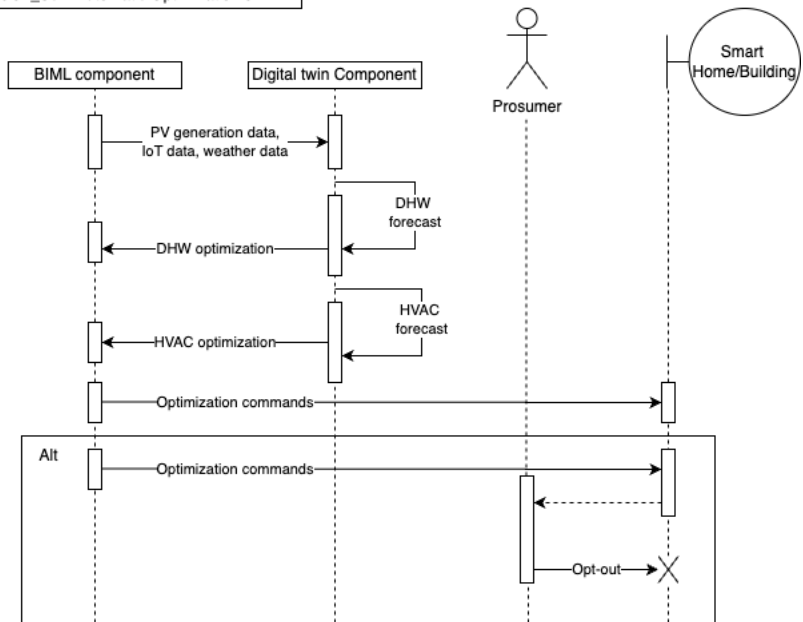 Smart
Home/Building
BIML component
Digital twin Component
Prosumer
PV generation data,
IoT data, weather data
DHW
forecast
DHW optimization
HVAC
forecast
HVAC optimization
Optimization commands
Alt
Optimization commands
Opt-out